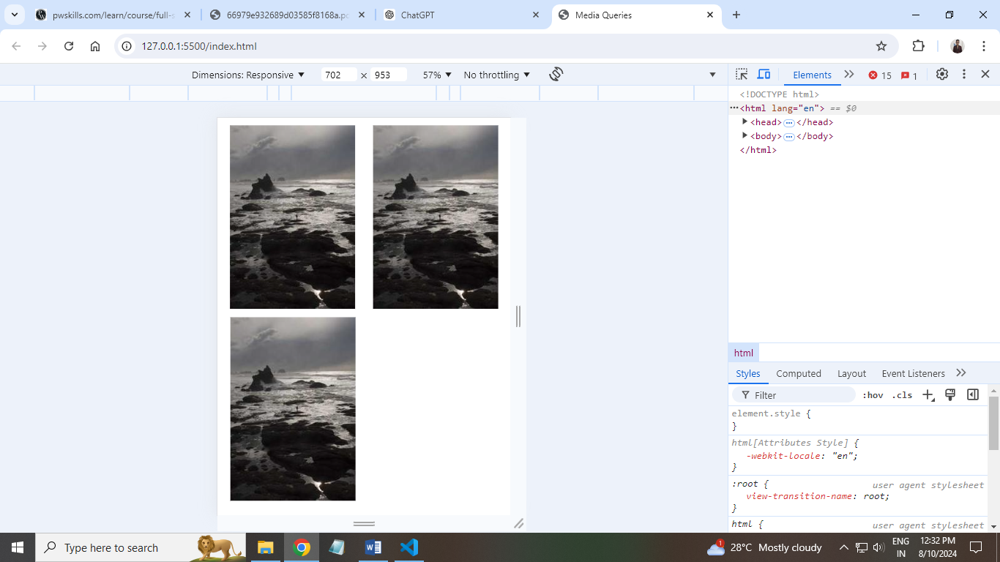 pwskills.com/learn/course/full-s
66979e932689d03585f8168a.po
ChatGPT
Media Queries
127.0.0.1:5500/index.html
Dimensions: Responsive 702 × 953 57% No throttling
Elements 15 1
<!DOCTYPE html>
<html lang="en"> == $0
<head> </head>
<body> </body>
</html>
html
Styles Computed Layout Event Listeners
Filter :hov .cls
element.style {
}
html[Attributes Style] {
-webkit-locale: "en";
}
:root { user agent stylesheet
view-transition-name: root;
}
html { user agent stylesheet
Type here to search
1
28°C Mostly cloudy
ENG
IN
12:32 PM
8/10/2024